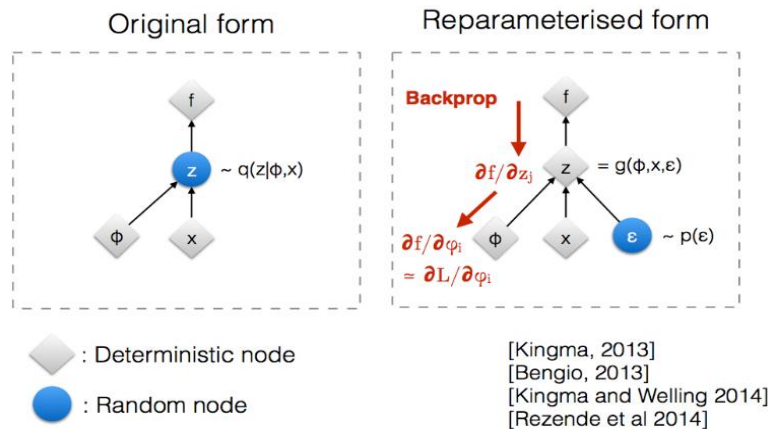 Original form
f
z ~ q(z|ϕ,x)
ϕ x
Reparameterised form
Backprop f
∂f/∂zⱼ z = g(ϕ,x,ε)
∂f/∂φᵢ ϕ x ε ~ p(ε)
≃ ∂L/∂φᵢ
: Deterministic node
: Random node
[Kingma, 2013]
[Bengio, 2013]
[Kingma and Welling 2014]
[Rezende et al 2014]